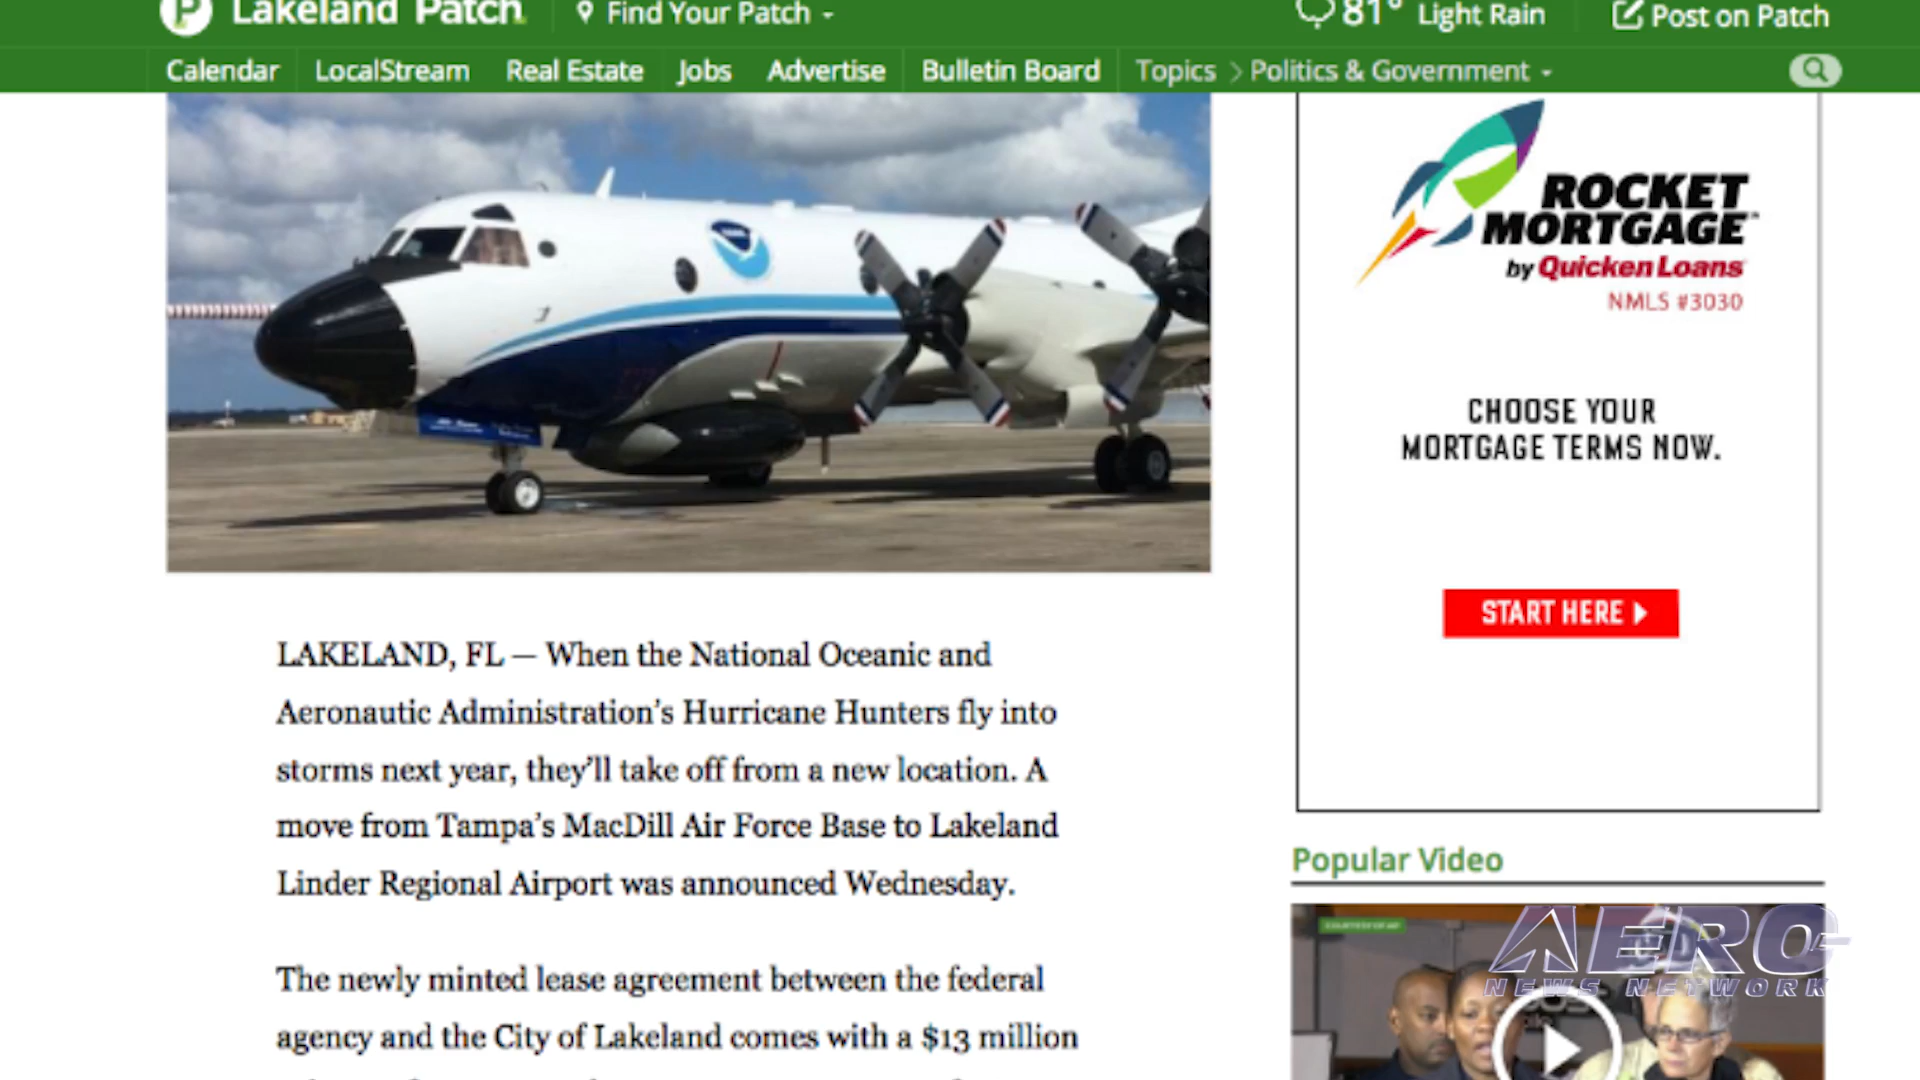 Lakeland Patch
Find Your Patch
81° Light Rain
Post on Patch
Calendar
LocalStream
Real Estate
Jobs
Advertise
Bulletin Board
Topics > Politics & Government
ROCKET
MORTGAGE™
by Quicken Loans
NMLS #3030
CHOOSE YOUR
MORTGAGE TERMS NOW.
START HERE
LAKELAND, FL — When the National Oceanic and
Aeronautic Administration’s Hurricane Hunters fly into
storms next year, they’ll take off from a new location. A
move from Tampa’s MacDill Air Force Base to Lakeland
Linder Regional Airport was announced Wednesday.
The newly minted lease agreement between the federal
agency and the City of Lakeland comes with a $13 million
Popular Video
AERO
NEWS NETWORK